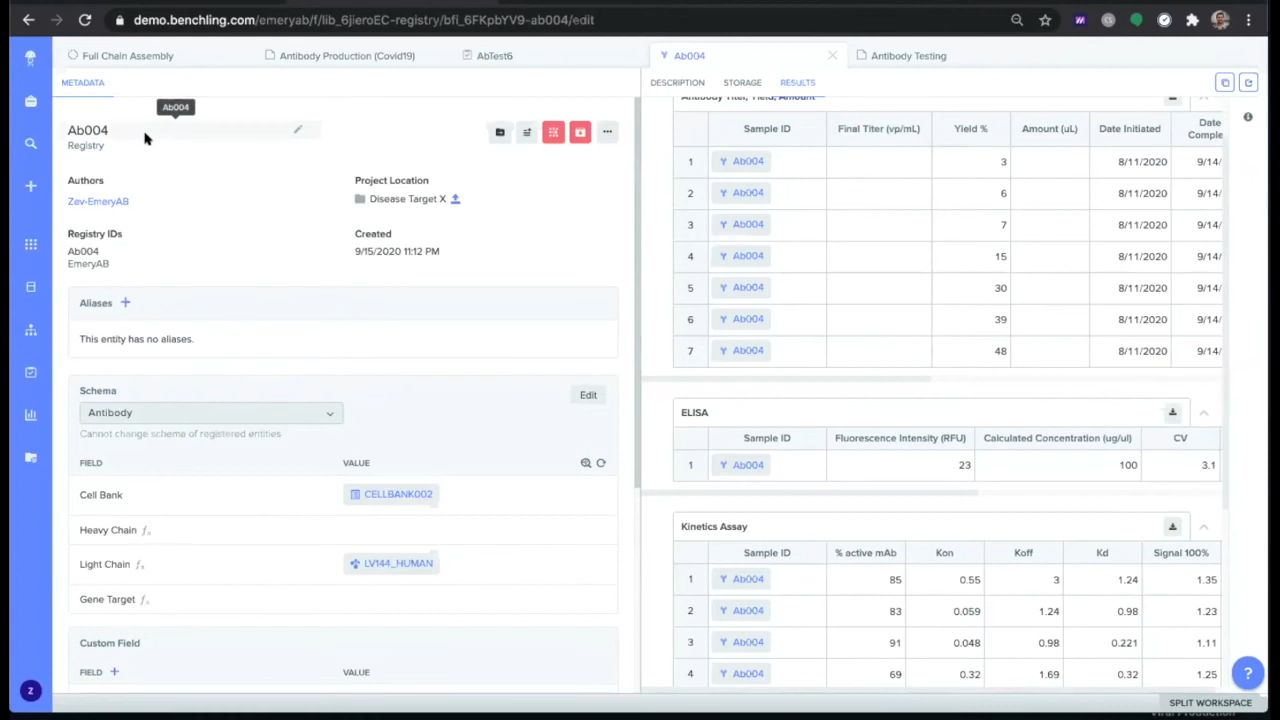 demo.benchling.com/emeryab/f/lib_6jieroEC-registry/bfi_6FKpbYV9-ab004/edit
Full Chain Assembly
Antibody Production (Covid19)
AbTest6
Ab004
Antibody Testing
METADATA
Ab004
Ab004
Registry
Authors
Zev-EmeryAB
Project Location
Disease Target X
Registry IDs
Ab004
EmeryAB
Created
9/15/2020 11:12 PM
Aliases +
This entity has no aliases.
Schema
Edit
Antibody
Cannot change schema of registered entities
FIELD VALUE
Cell Bank CELLBANK002
Heavy Chain fx
Light Chain fx LV144_HUMAN
Gene Target fx
Custom Field
FIELD + VALUE
DESCRIPTION STORAGE RESULTS
Antibody Titer, Yield, Amount
Sample ID Final Titer (vp/mL) Yield % Amount (uL) Date Initiated Date
1 Ab004 3 8/11/2020 9/14/
2 Ab004 6 8/11/2020 9/14/
3 Ab004 7 8/11/2020 9/14/
4 Ab004 15 8/11/2020 9/14/
5 Ab004 30 8/11/2020 9/14/
6 Ab004 39 8/11/2020 9/14/
7 Ab004 48 8/11/2020 9/14/
ELISA
Sample ID Fluorescence Intensity (RFU) Calculated Concentration (ug/ul) CV
1 Ab004 23 100 3.1
Kinetics Assay
Sample ID % active mAb Kon Koff Kd Signal 100%
1 Ab004 85 0.55 3 1.24 1.35
2 Ab004 83 0.059 1.24 0.98 1.23
3 Ab004 91 0.048 0.98 0.221 1.11
4 Ab004 69 0.32 1.69 0.32 1.25
?
Z
SPLIT WORKSPACE